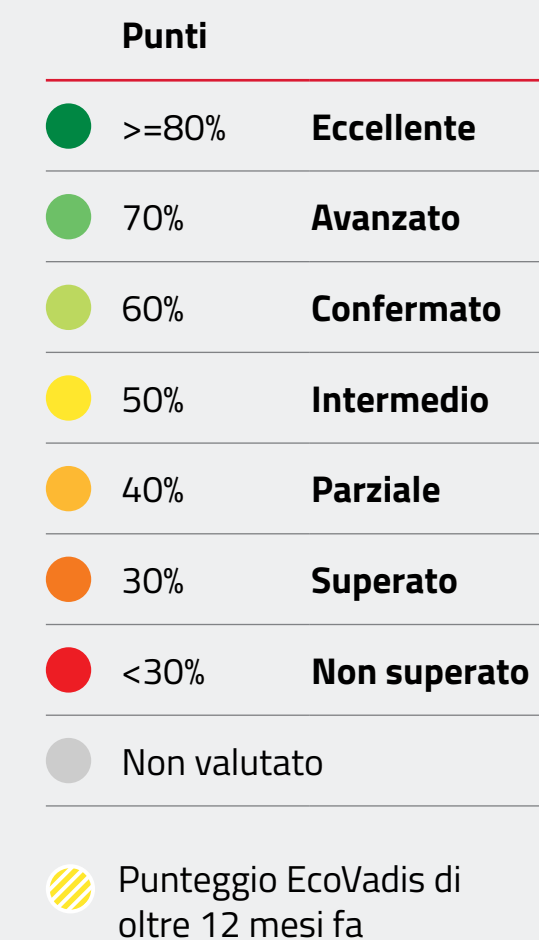 Punti
>=80% Eccellente
70% Avanzato
60% Confermato
50% Intermedio
40% Parziale
30% Superato
<30% Non superato
Non valutato
Punteggio EcoVadis di
oltre 12 mesi fa